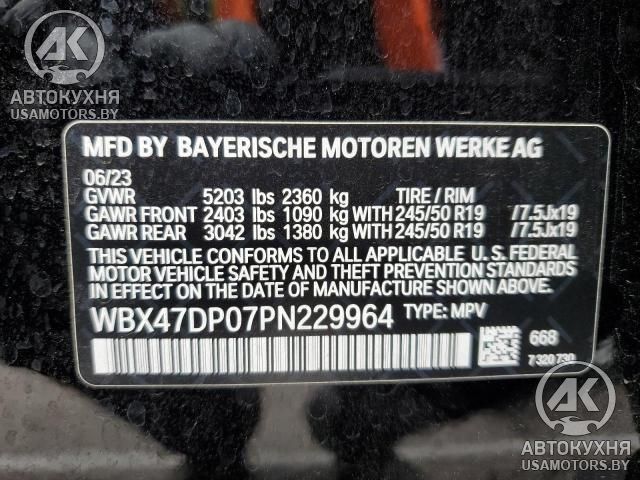 АК
АВТОКУХНЯ
USAMOTORS.BY
MFD BY BAYERISCHE MOTOREN WERKE AG
06/23
GVWR 5203 lbs 2360 kg TIRE / RIM
GAWR FRONT 2403 lbs 1090 kg WITH 245/50 R19 /7.5Jx19
GAWR REAR 3042 lbs 1380 kg WITH 245/50 R19 /7.5Jx19
THIS VEHICLE CONFORMS TO ALL APPLICABLE U. S. FEDERAL
MOTOR VEHICLE SAFETY AND THEFT PREVENTION STANDARDS
IN EFFECT ON THE DATE OF MANUFACTURE SHOWN ABOVE.
WBX47DP07PN229964 TYPE: MPV
668
7 320 730
АК
АВТОКУХНЯ
USAMOTORS.BY